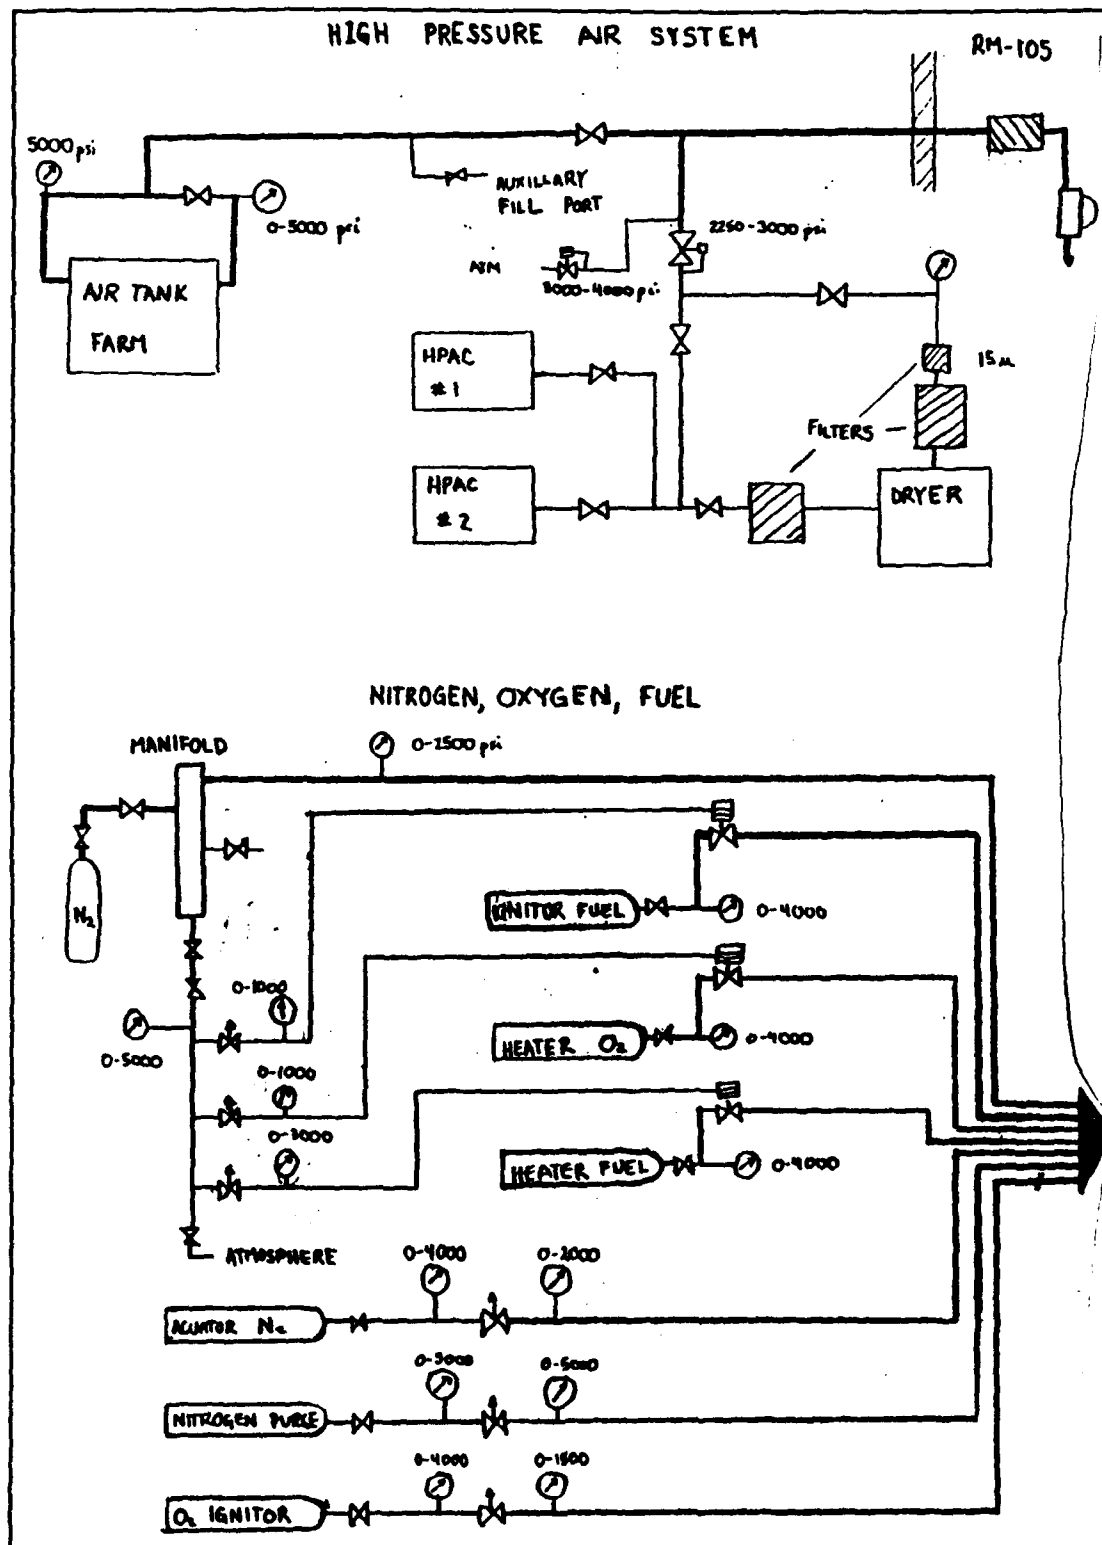 HIGH PRESSURE AIR SYSTEM
RM-105
5000 psi
0-5000 psi
AUXILLARY
FILL PORT
2250-3000 psi
ATM
3000-4000 psi
AIR TANK
FARM
HPAC
#1
15μ
FILTERS
HPAC
#2
DRYER
NITROGEN, OXYGEN, FUEL
MANIFOLD
0-2500 psi
N2
IGNITOR FUEL
0-4000
0-1000
0-5000
HEATER O2
0-4000
0-1000
0-3000
HEATER FUEL
0-4000
ATMOSPHERE
0-4000
0-2000
ACUATOR N2
0-5000
0-5000
NITROGEN PURGE
0-4000
0-1500
O2 IGNITOR